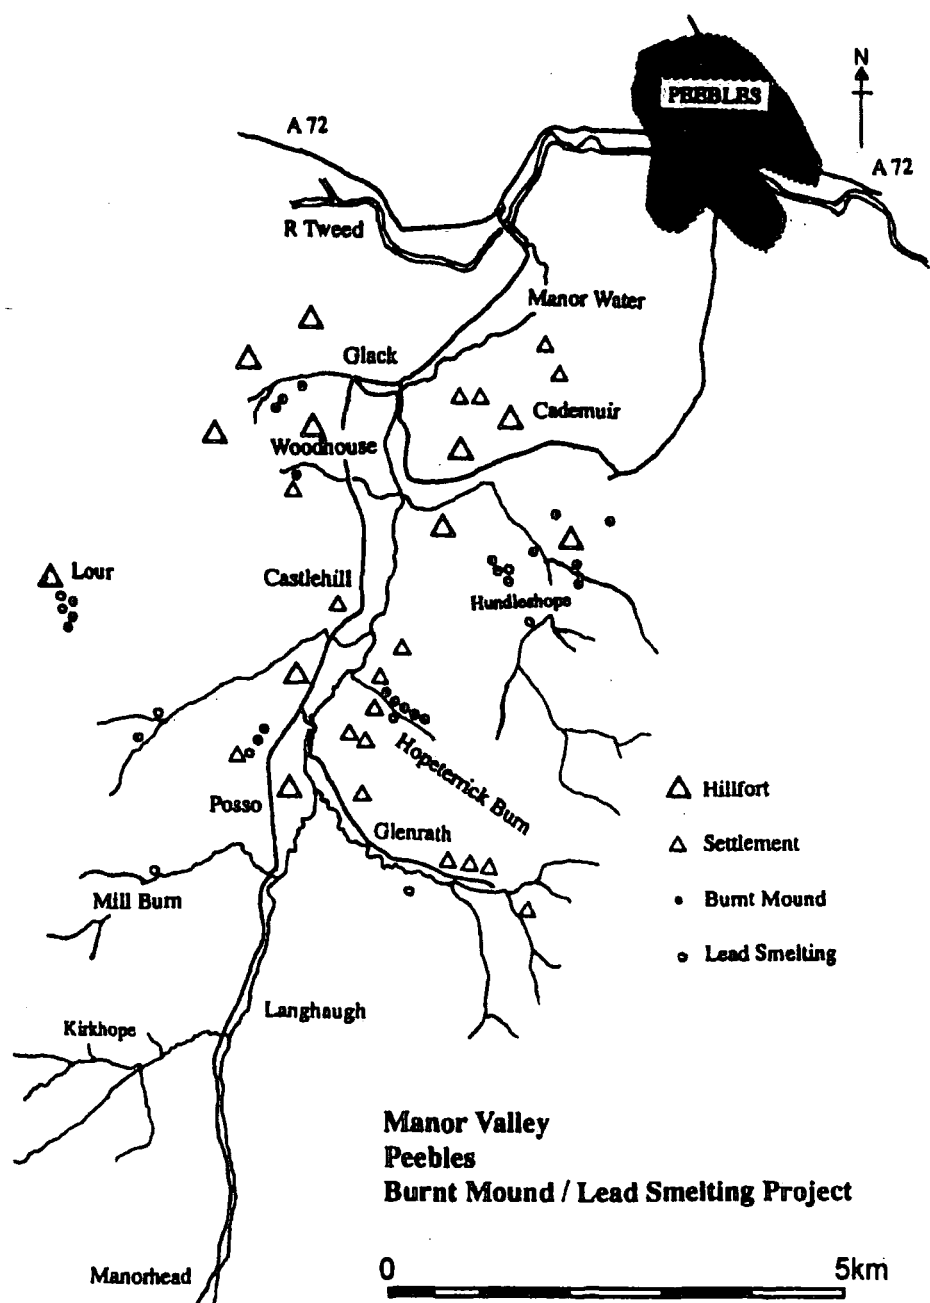 N
PEEBLES
A 72
A 72
R Tweed
Manor Water
Glack
Cademuir
Woodhouse
Castlehill
Lour
Hundleshope
Hopeterrick Burn
Posso
Hillfort
Glenrath
Settlement
Mill Burn
Burnt Mound
Lead Smelting
Langhaugh
Kirkhope
Manor Valley
Peebles
Burnt Mound / Lead Smelting Project
Manorhead
0
5km